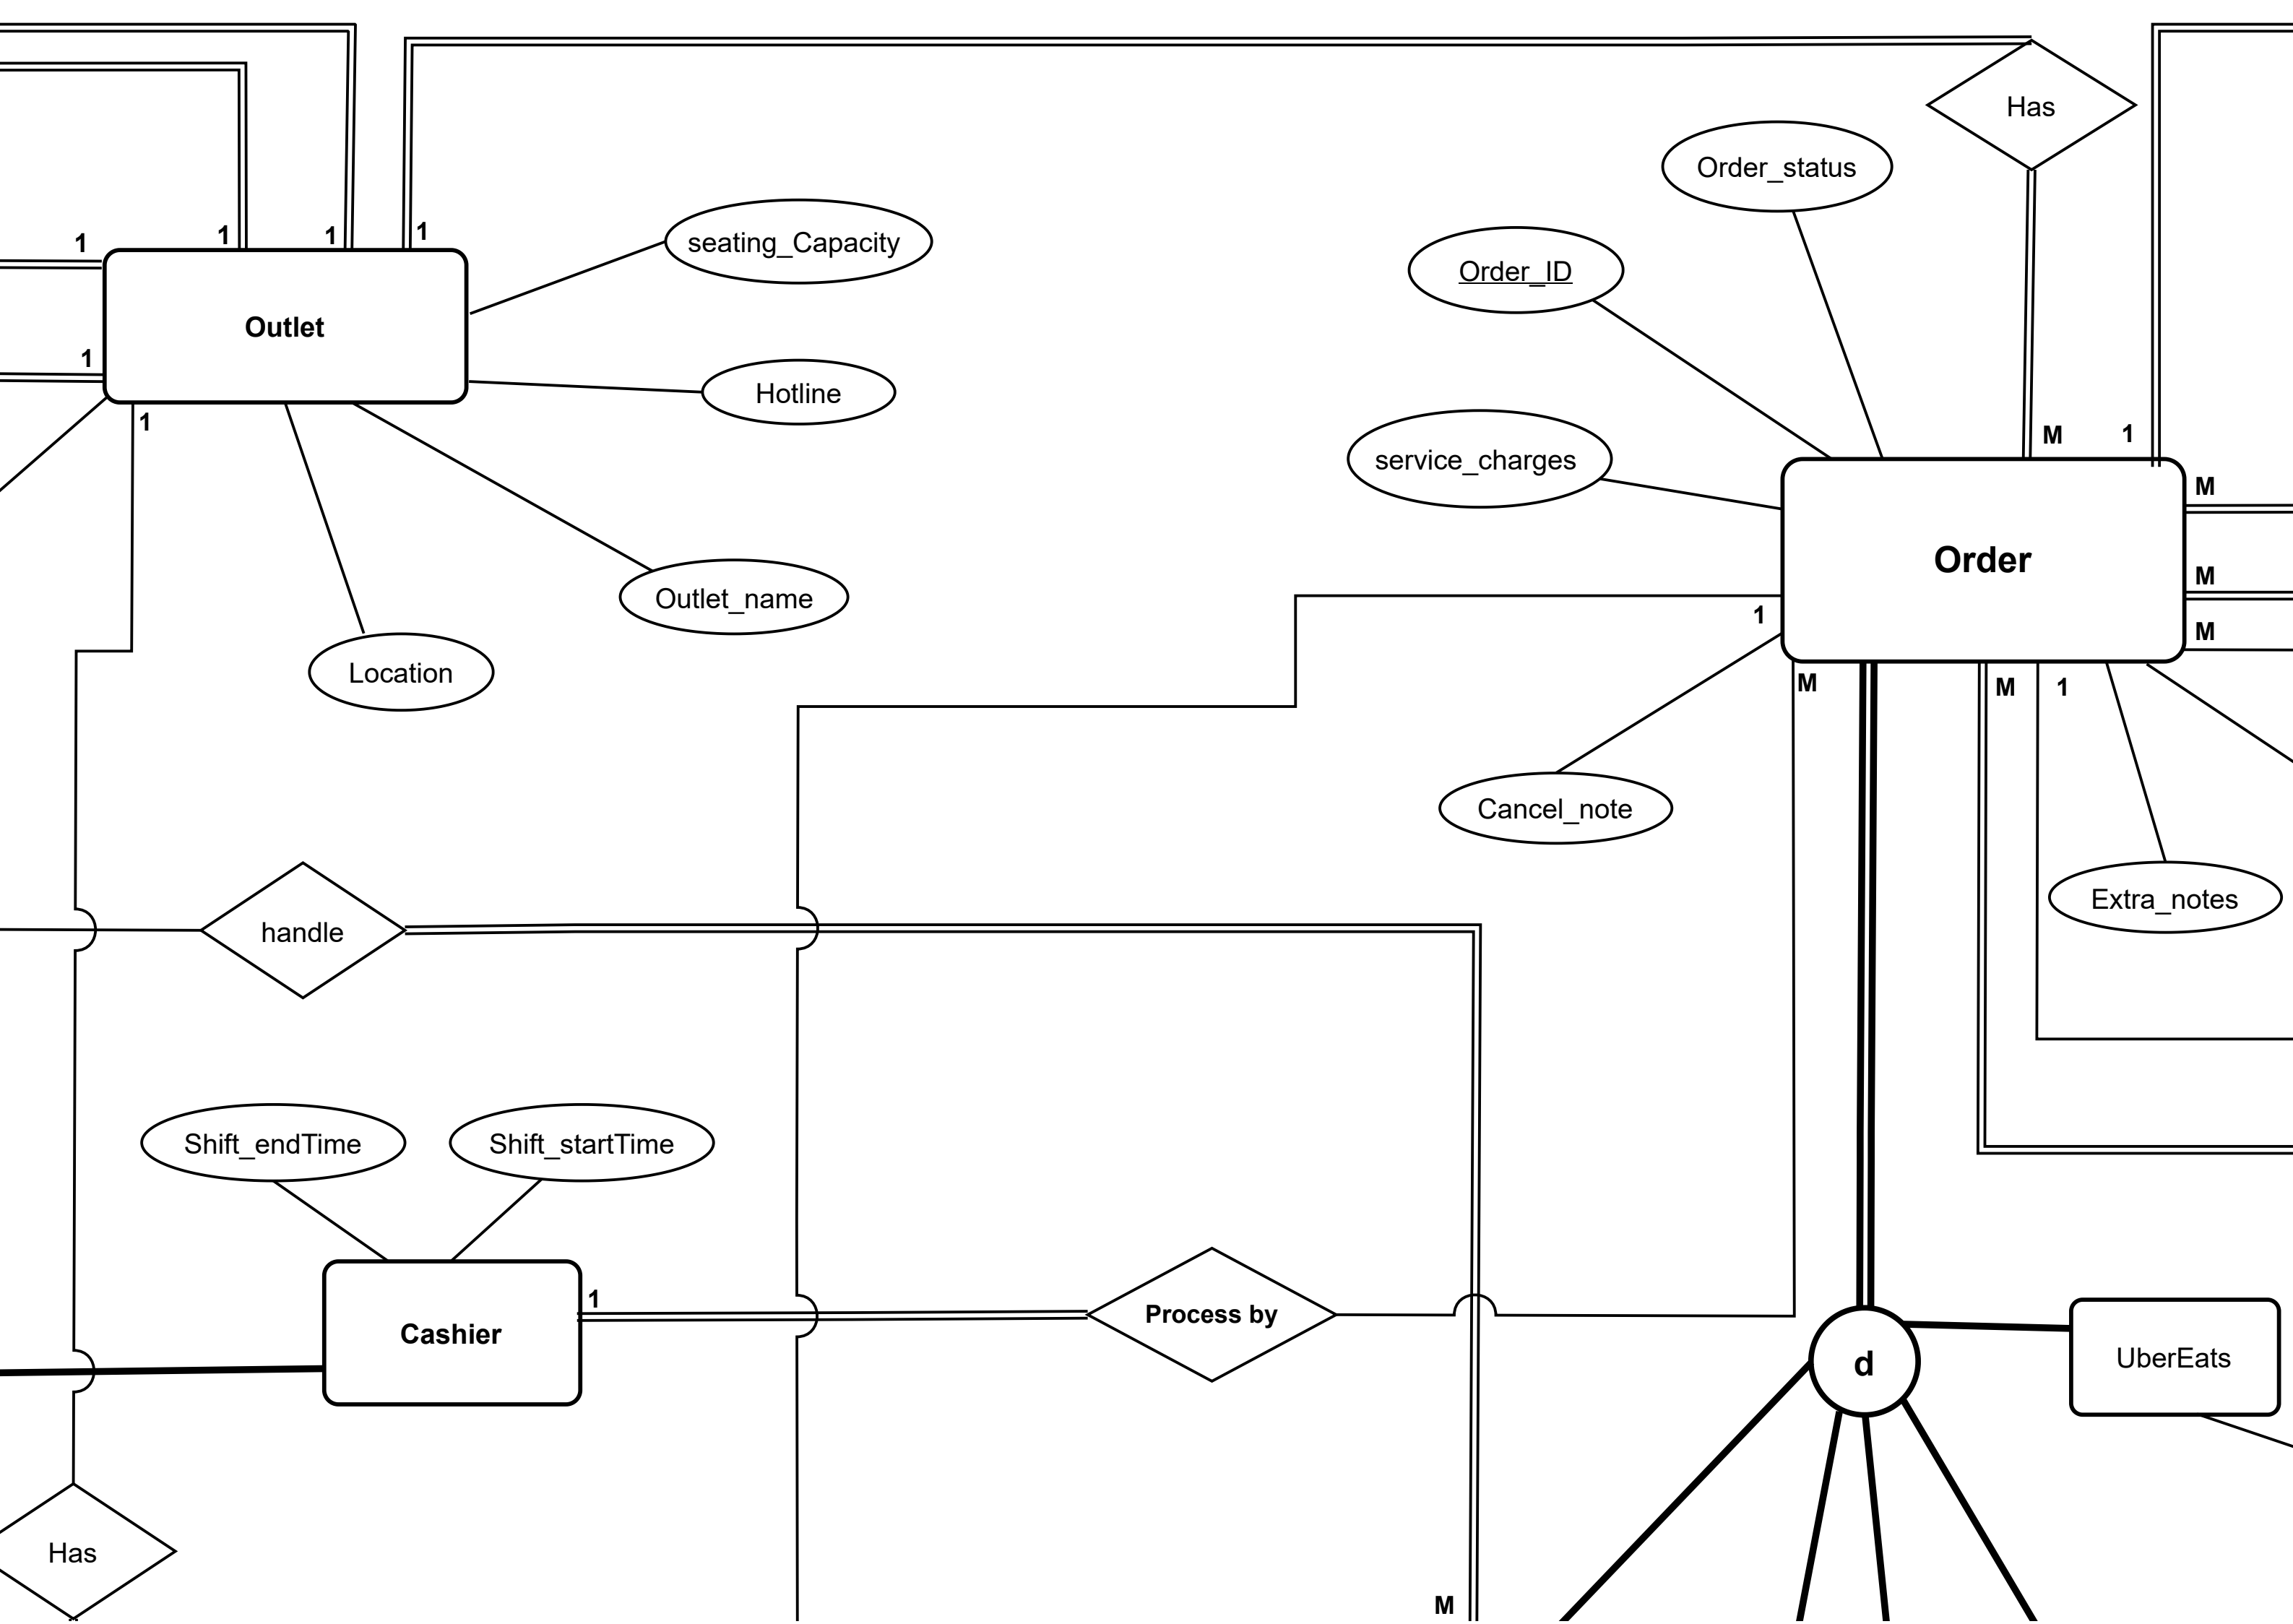 Has
Order_status
1
1
1
1
seating_Capacity
Order_ID
Outlet
1
Hotline
1
M
1
service_charges
M
Order
M
Outlet_name
1
M
Location
M
M
1
Cancel_note
Extra_notes
handle
Shift_endTime
Shift_startTime
1
Process by
Cashier
UberEats
d
Has
M